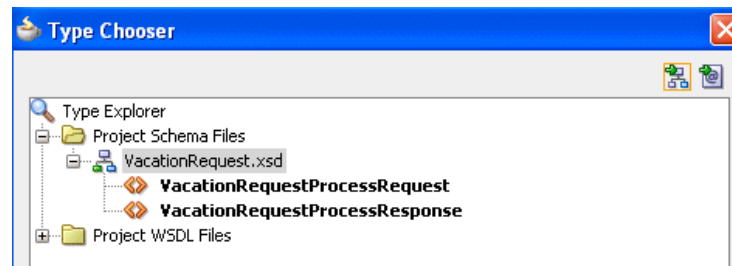 Type Chooser
Type Explorer
Project Schema Files
VacationRequest.xsd
VacationRequestProcessRequest
VacationRequestProcessResponse
Project WSDL Files